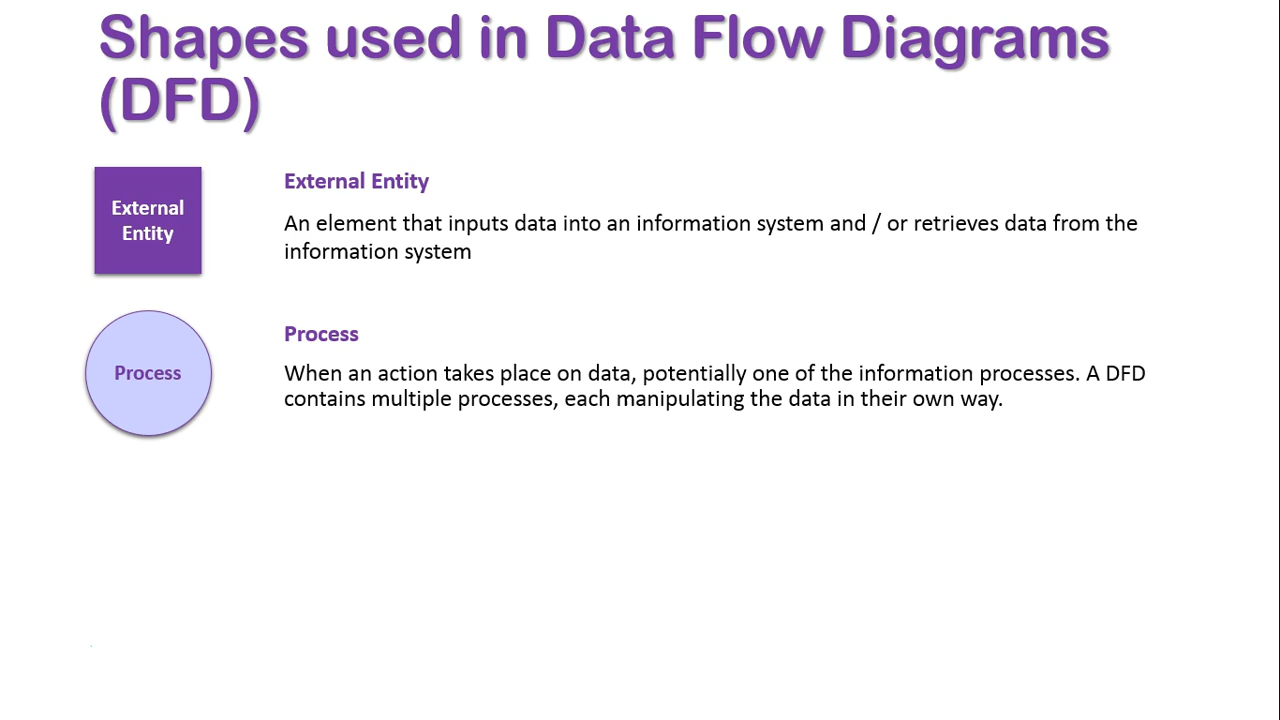 Shapes used in Data Flow Diagrams
(DFD)
External
Entity
External Entity
An element that inputs data into an information system and / or retrieves data from the
information system
Process
Process
When an action takes place on data, potentially one of the information processes. A DFD
contains multiple processes, each manipulating the data in their own way.